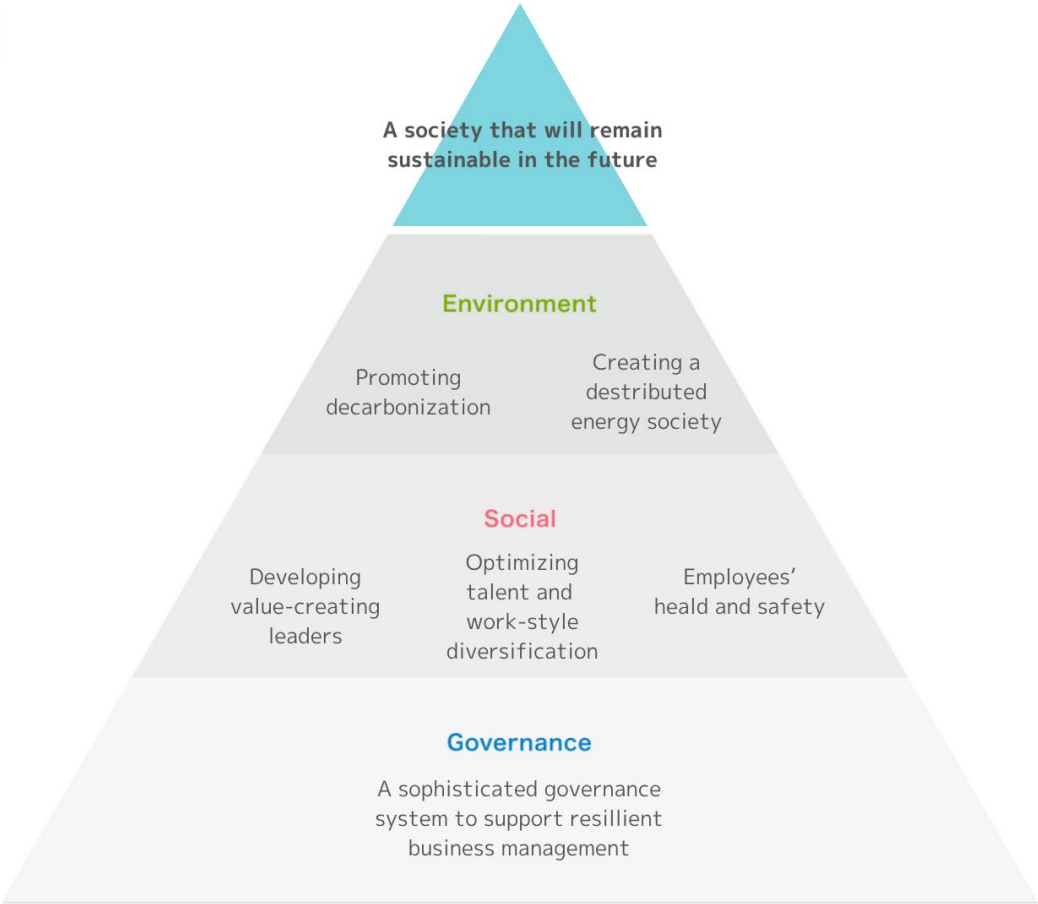 A society that will remain
sustainable in the future
Environment
Promoting
decarbonization
Creating a
destributed
energy society
Social
Developing
value-creating
leaders
Optimizing
talent and
work-style
diversification
Employees’
heald and safety
Governance
A sophisticated governance
system to support resillient
business management